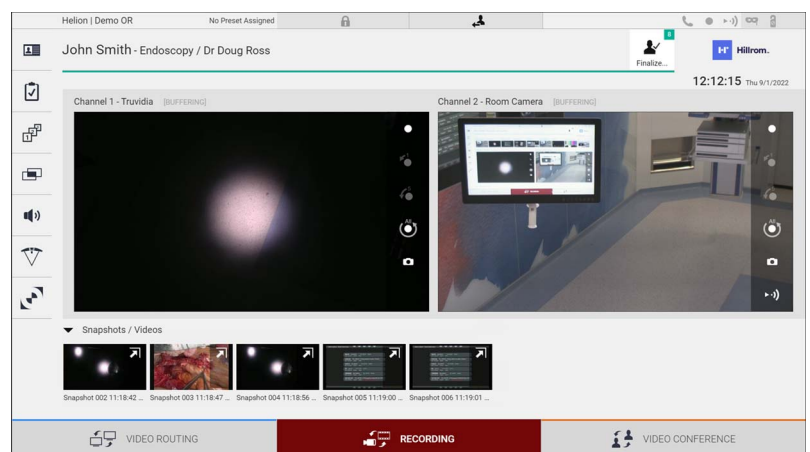 Helion | Demo OR
No Preset Assigned
John Smith - Endoscopy / Dr Doug Ross
8
Finalize...
H
Hillrom.
12:12:15 Thu 9/1/2022
Channel 1 - Truvidia [BUFFERING]
Channel 2 - Room Camera [BUFFERING]
All
All
Snapshots / Videos
Snapshot 002 11:18:42 ...
Snapshot 003 11:18:47 ...
Snapshot 004 11:18:56 ...
Snapshot 005 11:19:00 ...
Snapshot 006 11:19:01 ...
VIDEO ROUTING
RECORDING
VIDEO CONFERENCE